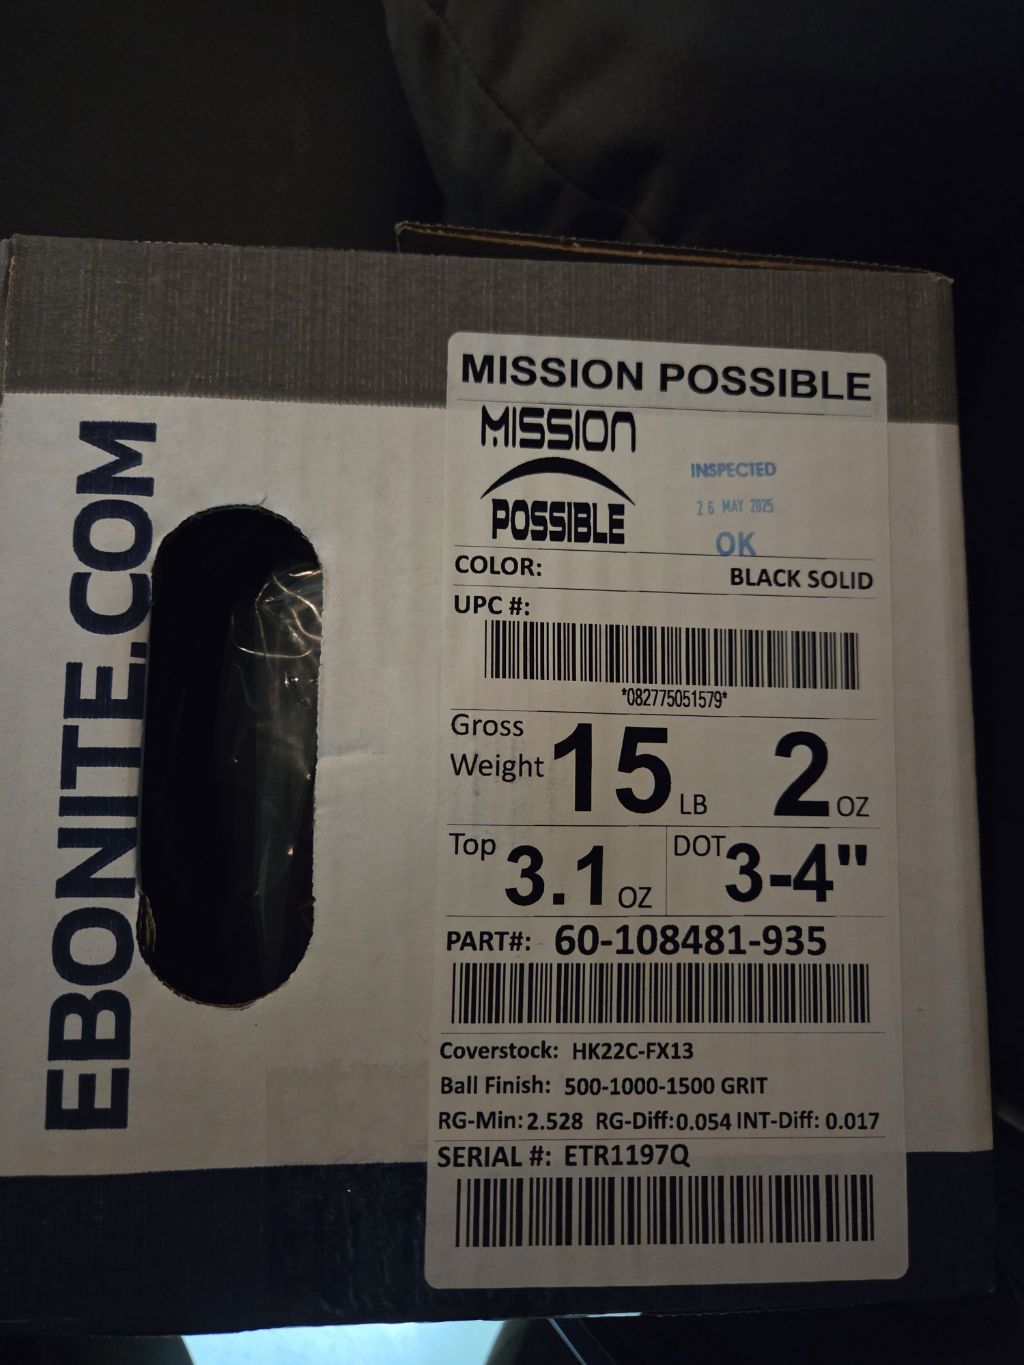 EBONITE.COM
MISSION POSSIBLE
MISSION
POSSIBLE
INSPECTED
26 MAY 2025
OK
COLOR: BLACK SOLID
UPC #:
*082775051579*
Gross Weight 15 LB 2 OZ
Top 3.1 OZ DOT 3-4"
PART#: 60-108481-935
Coverstock: HK22C-FX13
Ball Finish: 500-1000-1500 GRIT
RG-Min: 2.528 RG-Diff: 0.054 INT-Diff: 0.017
SERIAL #: ETR1197Q